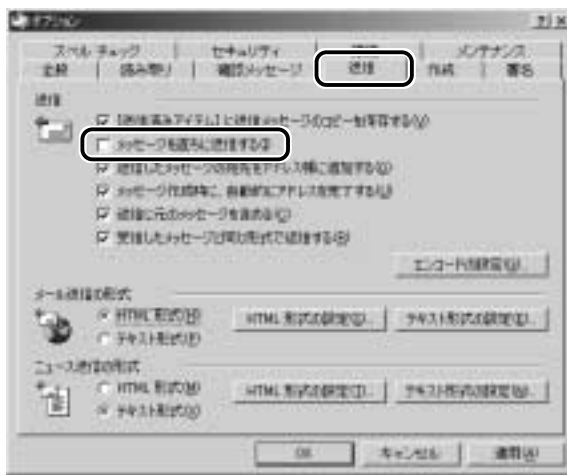 オプション
スペル チェック セキュリティ 接続 メンテナンス
全般 読み取り 確認メッセージ 送信 作成 署名
送信
[送信済みアイテム] に送信メッセージのコピーを保存する(V)
メッセージを直ちに送信する(I)
送信したメッセージの宛先をアドレス帳に追加する(U)
メッセージ作成時に、自動的にアドレスを完了する(U)
返信に元のメッセージを含める(C)
受信したメッセージと同じ形式で返信する(R)
エンコードの設定(G)...
メール送信の形式
HTML 形式(H) HTML 形式の設定(E)... テキスト形式の設定(X)...
テキスト形式(P)
ニュース送信の形式
HTML 形式(M) HTML 形式の設定(T)... テキスト形式の設定(N)...
テキスト形式(X)
OK キャンセル 適用(A)